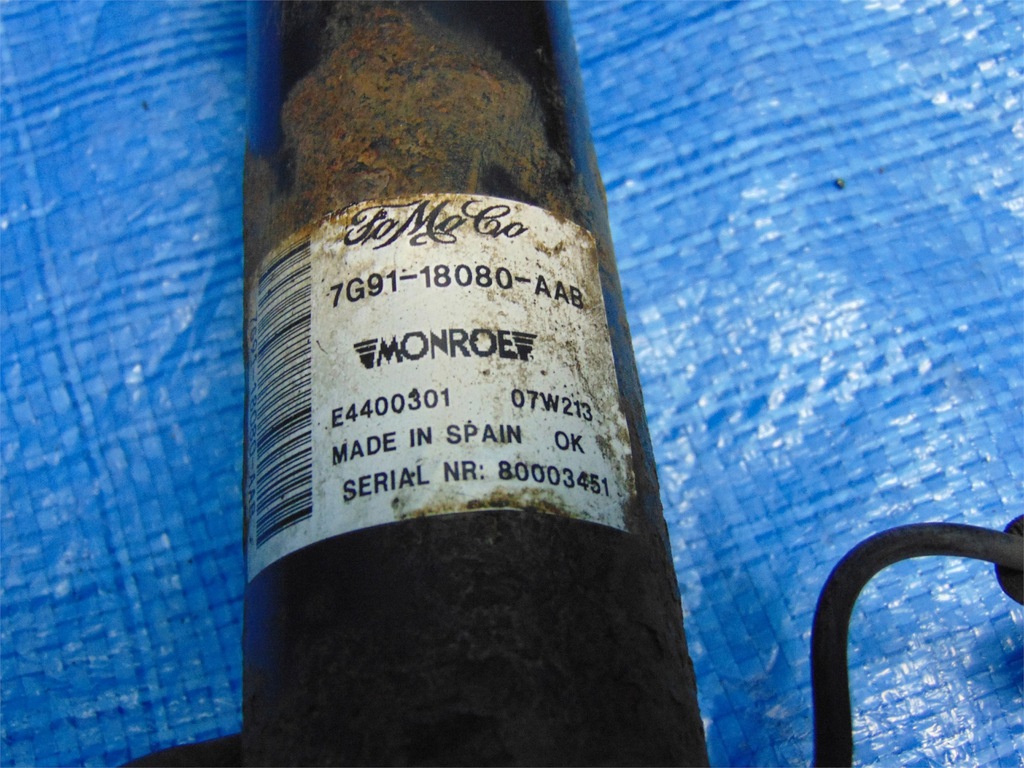 FoMoCo
7G91-18080-AAB
MONROE
E4400301 07W213
MADE IN SPAIN OK
SERIAL NR: 80003451